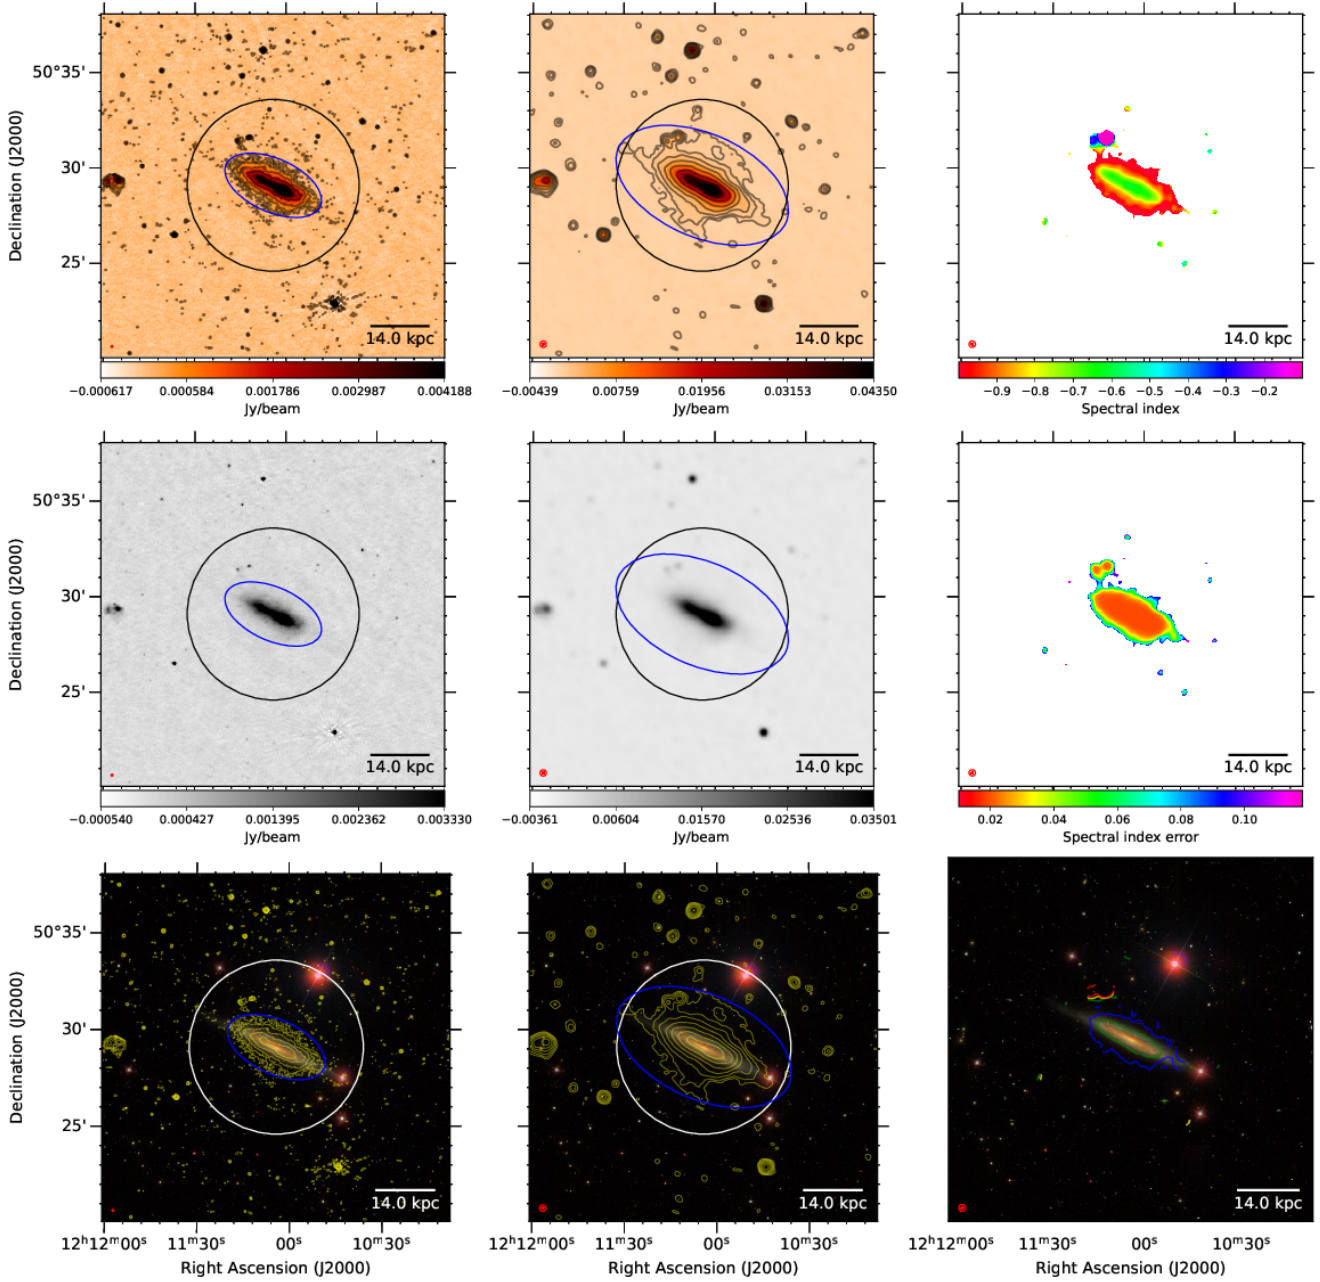 50°35'
30'
25'
Declination (J2000)
14.0 kpc
−0.000617 0.000584 0.001786 0.002987 0.004188
Jy/beam
14.0 kpc
−0.00439 0.00759 0.01956 0.03153 0.04350
Jy/beam
14.0 kpc
−0.9 −0.8 −0.7 −0.6 −0.5 −0.4 −0.3 −0.2
Spectral index
50°35'
30'
25'
Declination (J2000)
14.0 kpc
−0.000540 0.000427 0.001395 0.002362 0.003330
Jy/beam
14.0 kpc
−0.00361 0.00604 0.01570 0.02536 0.03501
Jy/beam
14.0 kpc
0.02 0.04 0.06 0.08 0.10
Spectral index error
50°35'
30'
25'
Declination (J2000)
14.0 kpc
14.0 kpc
14.0 kpc
12ʰ12ᵐ00ˢ 11ᵐ30ˢ 00ˢ 10ᵐ30ˢ
Right Ascension (J2000)
12ʰ12ᵐ00ˢ 11ᵐ30ˢ 00ˢ 10ᵐ30ˢ
Right Ascension (J2000)
12ʰ12ᵐ00ˢ 11ᵐ30ˢ 00ˢ 10ᵐ30ˢ
Right Ascension (J2000)